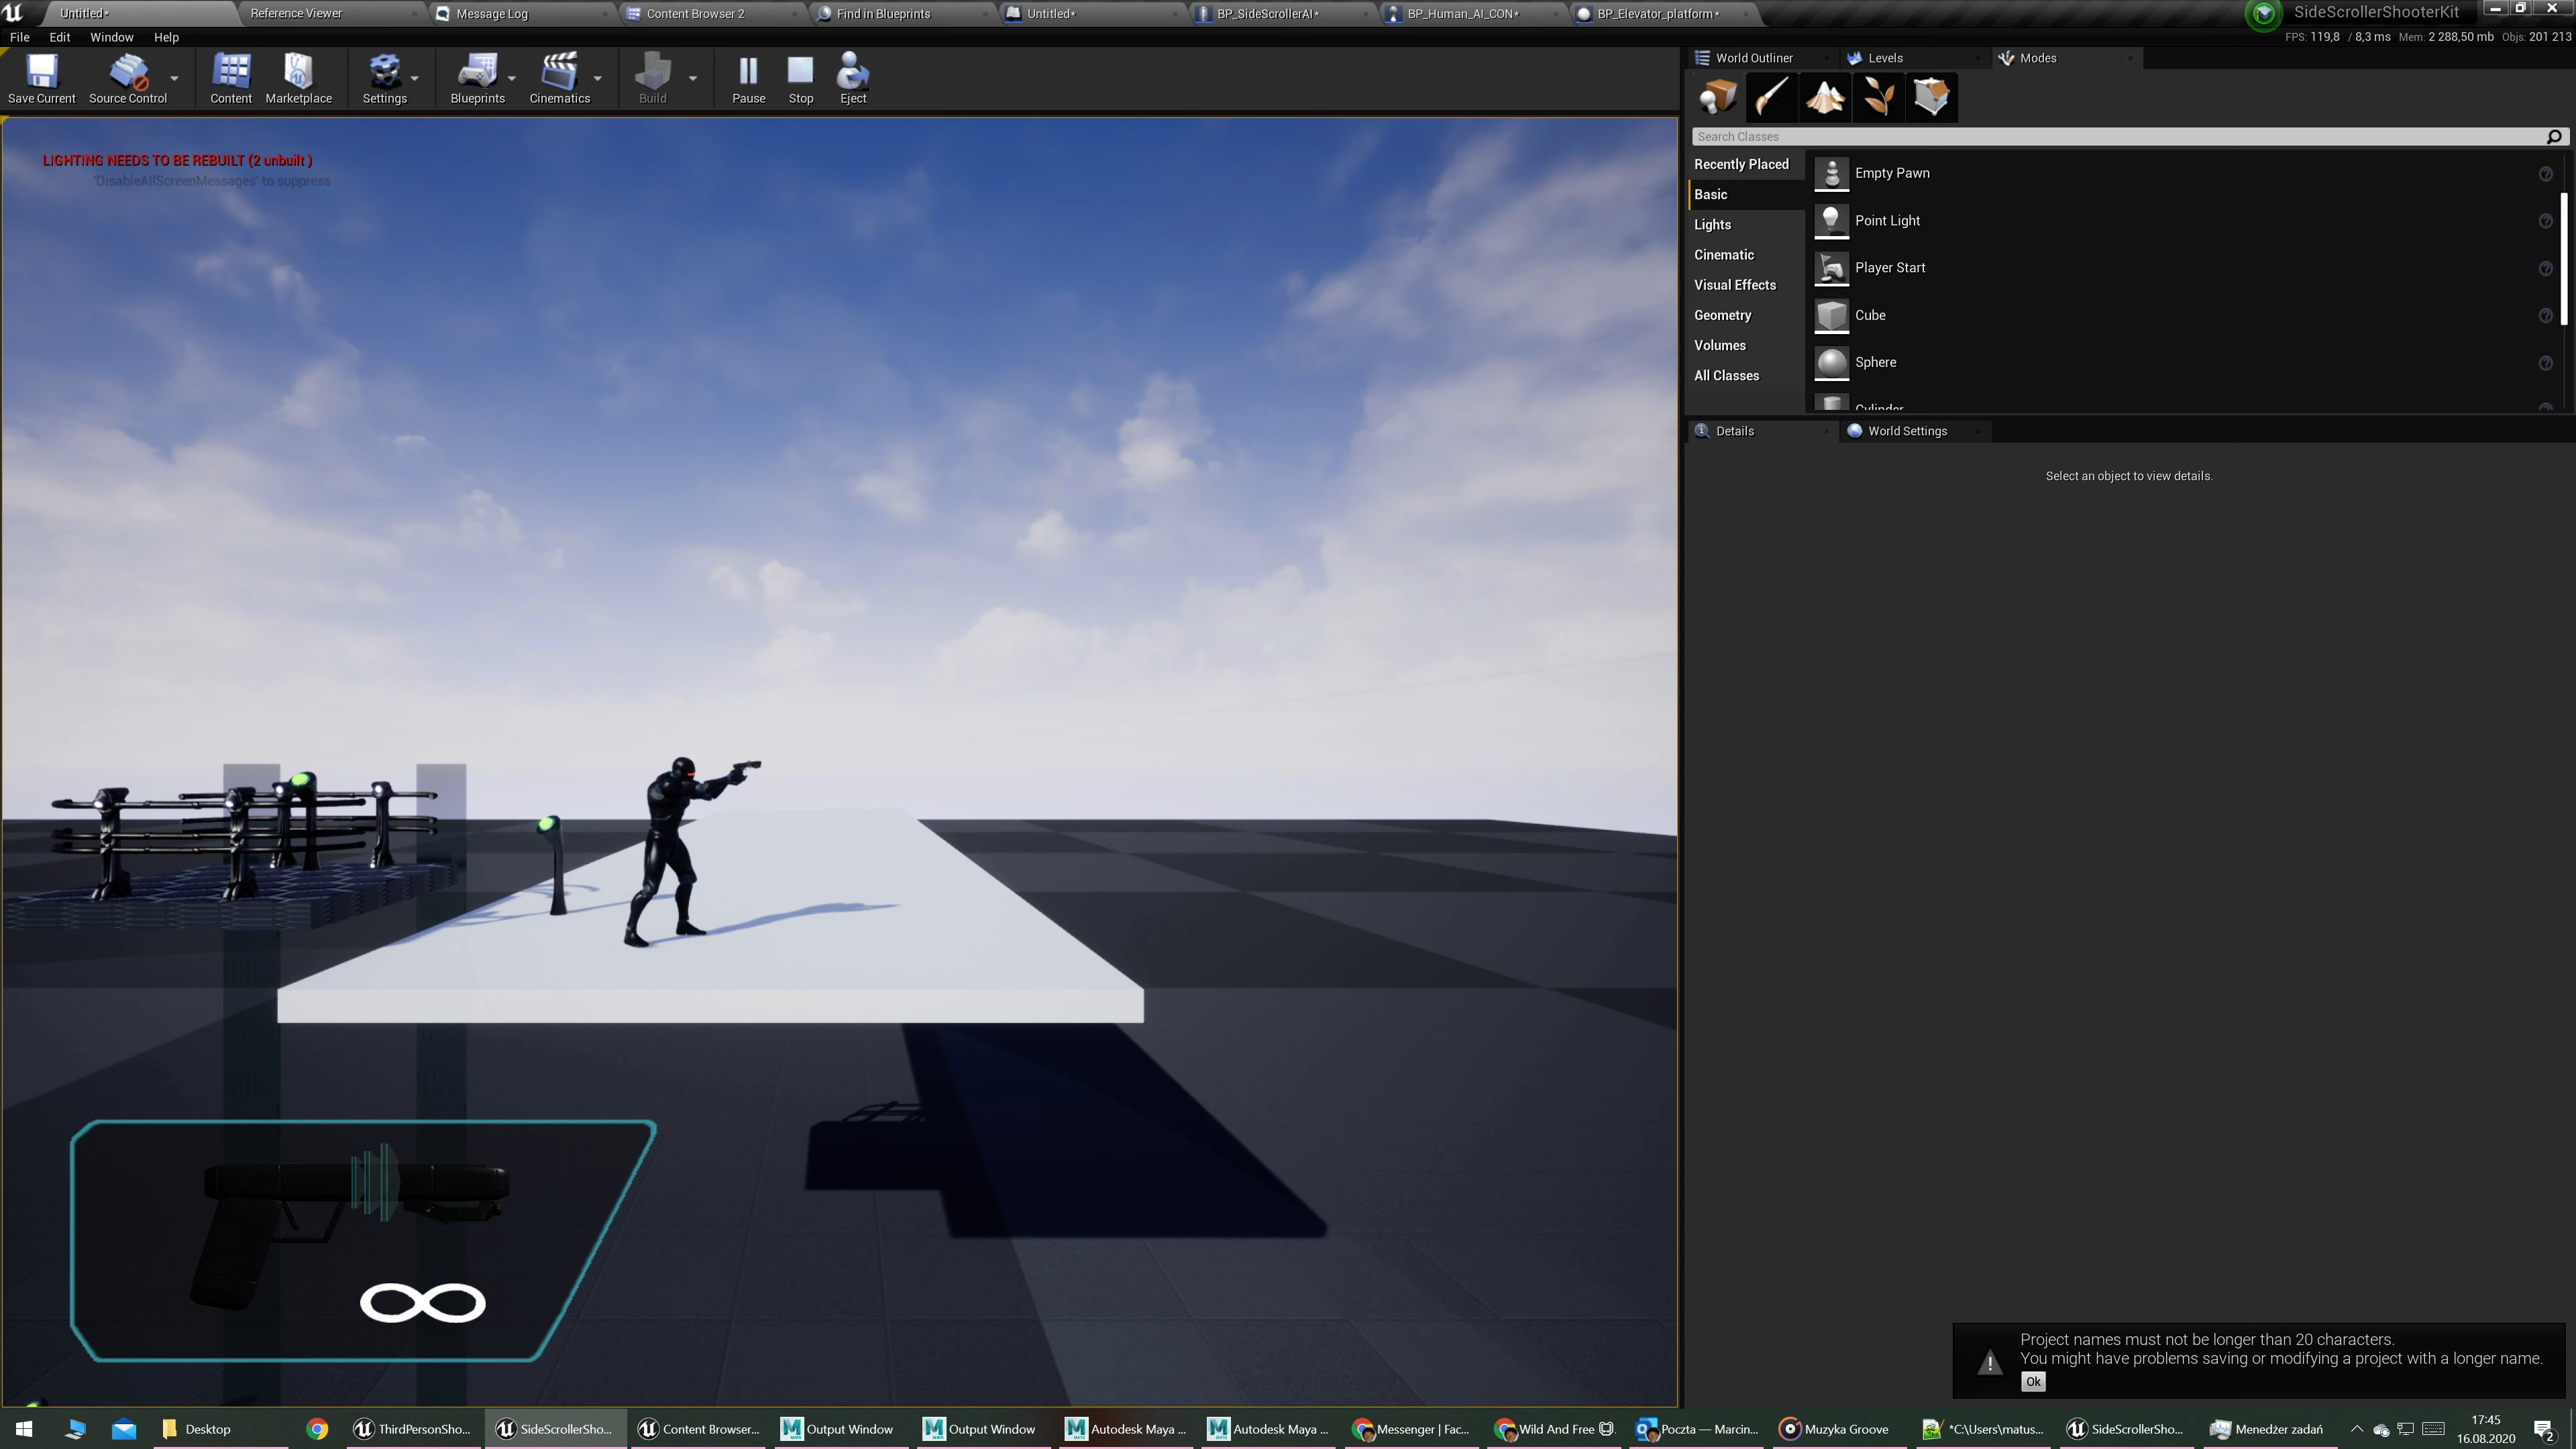 Untitled*
Reference Viewer
Message Log
Content Browser 2
Find in Blueprints
Untitled*
BP_SideScrollerAI*
BP_Human_AI_CON*
BP_Elevator_platform*
SideScrollerShooterKit
File Edit Window Help
FPS: 119,8 / 8,3 ms Mem: 2 288,50 mb Objs: 201 213
Save Current
Source Control
Content
Marketplace
Settings
Blueprints
Cinematics
Build
Pause
Stop
Eject
World Outliner
Levels
Modes
Search Classes
Recently Placed
Basic
Lights
Cinematic
Visual Effects
Geometry
Volumes
All Classes
Empty Pawn
Point Light
Player Start
Cube
Sphere
Cylinder
Details
World Settings
Select an object to view details.
LIGHTING NEEDS TO BE REBUILT (2 unbuilt )
'DisableAllScreenMessages' to suppress
Project names must not be longer than 20 characters.
You might have problems saving or modifying a project with a longer name.
Ok
Desktop
ThirdPersonSho...
SideScrollerSho...
Content Browser...
Output Window
Output Window
Autodesk Maya ...
Autodesk Maya ...
Messenger | Fac...
Wild And Free
Poczta — Marcin...
Muzyka Groove
*C:\Users\matus...
SideScrollerSho...
Menedżer zadań
17:45
16.08.2020
2